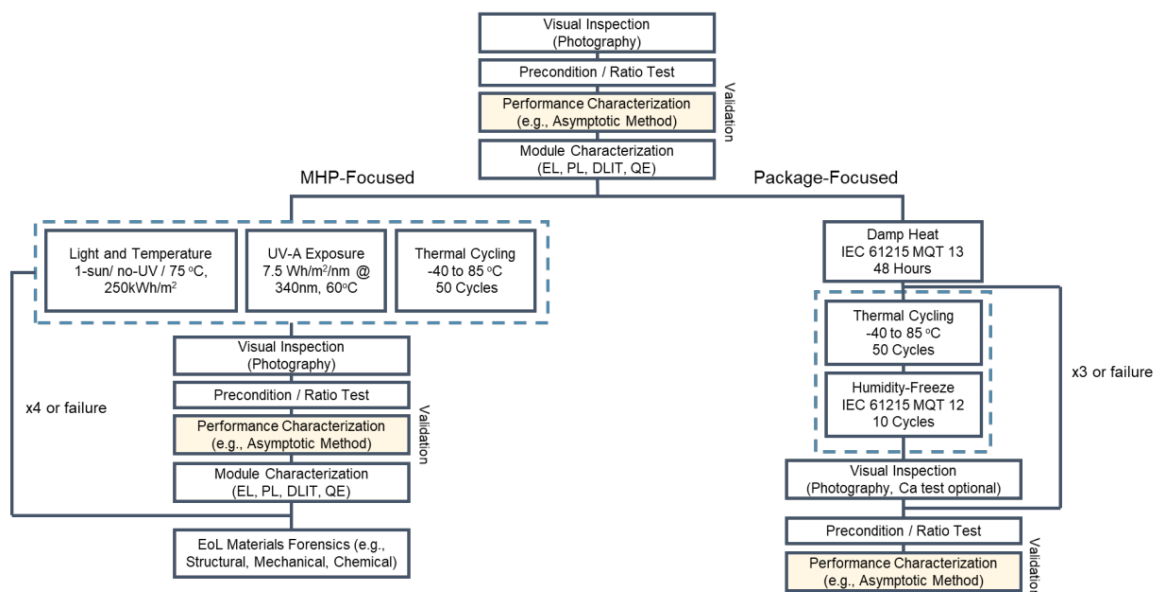 Visual Inspection
(Photography)
Precondition / Ratio Test
Performance Characterization
(e.g., Asymptotic Method)
Module Characterization
(EL, PL, DLIT, QE)
Validation
MHP-Focused
Package-Focused
Light and Temperature
1-sun/ no-UV / 75 °C,
250kWh/m²
UV-A Exposure
7.5 Wh/m²/nm @
340nm, 60°C
Thermal Cycling
-40 to 85 °C
50 Cycles
Visual Inspection
(Photography)
Precondition / Ratio Test
Performance Characterization
(e.g., Asymptotic Method)
Module Characterization
(EL, PL, DLIT, QE)
Validation
x4 or failure
EoL Materials Forensics (e.g.,
Structural, Mechanical, Chemical)
Damp Heat
IEC 61215 MQT 13
48 Hours
Thermal Cycling
-40 to 85 °C
50 Cycles
Humidity-Freeze
IEC 61215 MQT 12
10 Cycles
x3 or failure
Visual Inspection
(Photography, Ca test optional)
Precondition / Ratio Test
Performance Characterization
(e.g., Asymptotic Method)
Validation